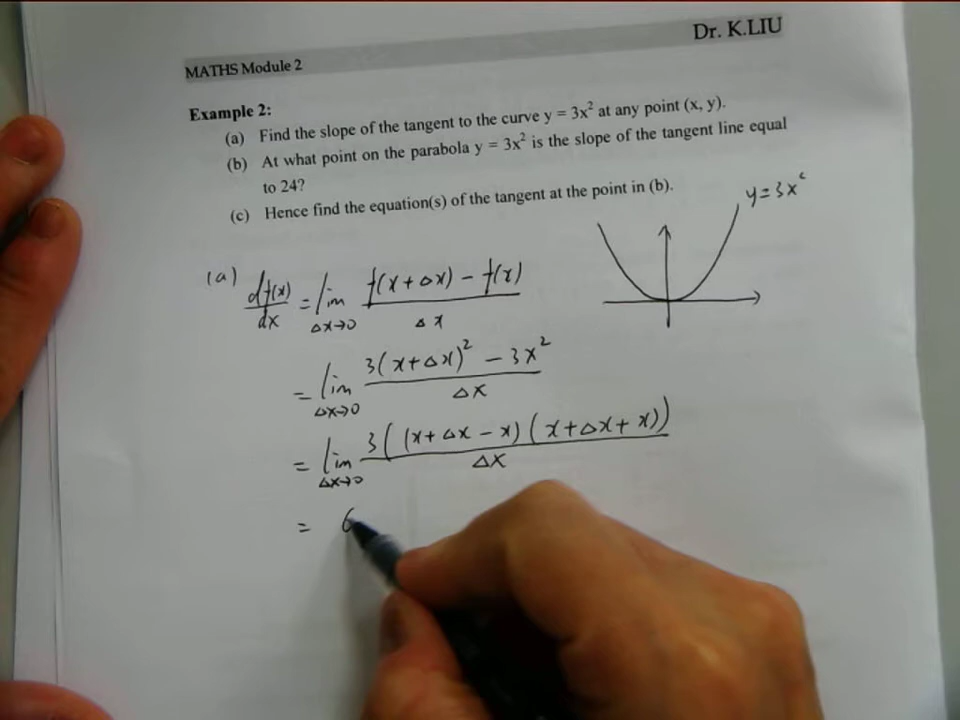 Dr. K.LIU
MATHS Module 2
Example 2:
(a) Find the slope of the tangent to the curve y = 3x² at any point (x, y).
(b) At what point on the parabola y = 3x² is the slope of the tangent line equal
to 24?
(c) Hence find the equation(s) of the tangent at the point in (b).
y=3x²
(a) df(x)/dx = lim Δx→0 (f(x+Δx) − f(x))/Δx
= lim Δx→0 (3(x+Δx)² − 3x²)/Δx
= lim Δx→0 3((x+Δx−x)(x+Δx+x))/Δx
= 6